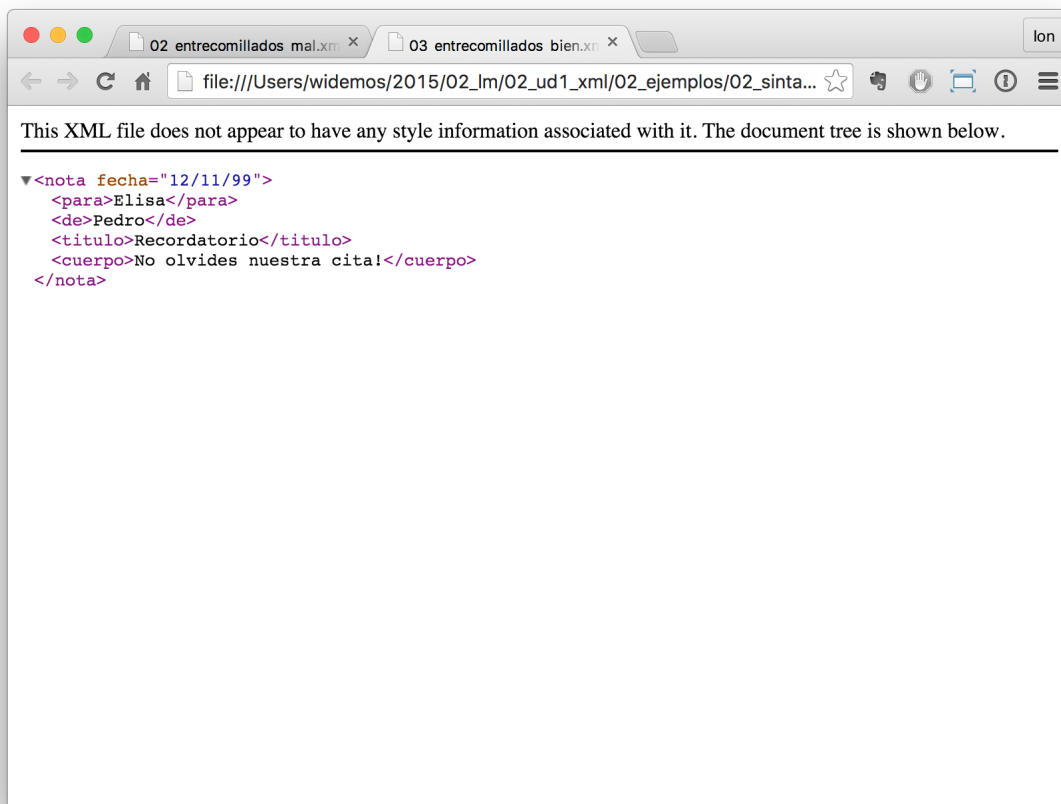 02 entrecomillados mal.xm
03 entrecomillados bien.xn
Ion
file:///Users/widemos/2015/02_lm/02_ud1_xml/02_ejemplos/02_sinta...
This XML file does not appear to have any style information associated with it. The document tree is shown below.
<nota fecha="12/11/99">
<para>Elisa</para>
<de>Pedro</de>
<titulo>Recordatorio</titulo>
<cuerpo>No olvides nuestra cita!</cuerpo>
</nota>